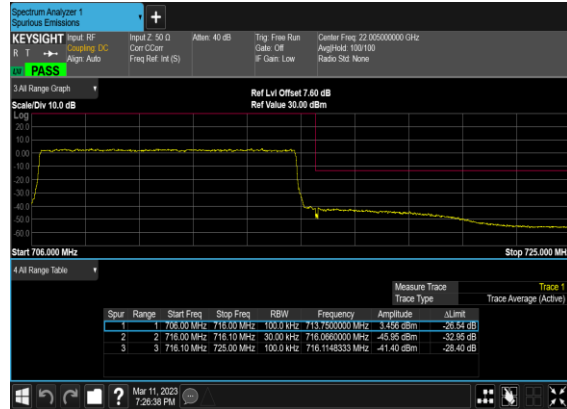 Spectrum Analyzer 1
Spurious Emissions
KEYSIGHT Input: RF Input Z: 50 Ω Atten: 40 dB Trig: Free Run Center Freq: 22.005000000 GHz
R T Coupling: DC Corr CCorr Gate: Off Avg|Hold: 100/100
Align: Auto Freq Ref: Int (S) IF Gain: Low Radio Std: None
PASS
3 All Range Graph
Ref Lvl Offset 7.60 dB
Scale/Div 10.0 dB Ref Value 30.00 dBm
Log
20.0
10.0
0.00
-10.0
-20.0
-30.0
-40.0
-50.0
-60.0
Start 706.000 MHz Stop 725.000 MH
4 All Range Table
Measure Trace Trace 1
Trace Type Trace Average (Active)
Spur Range Start Freq Stop Freq RBW Frequency Amplitude ΔLimit
1 1 706.00 MHz 716.00 MHz 100.0 kHz 713.7500000 MHz 3.456 dBm -26.54 dB
2 2 716.00 MHz 716.10 MHz 30.00 kHz 716.0660000 MHz -45.95 dBm -32.95 dB
3 3 716.10 MHz 725.00 MHz 100.0 kHz 716.1148333 MHz -41.40 dBm -28.40 dB
Mar 11, 2023
7:26:38 PM